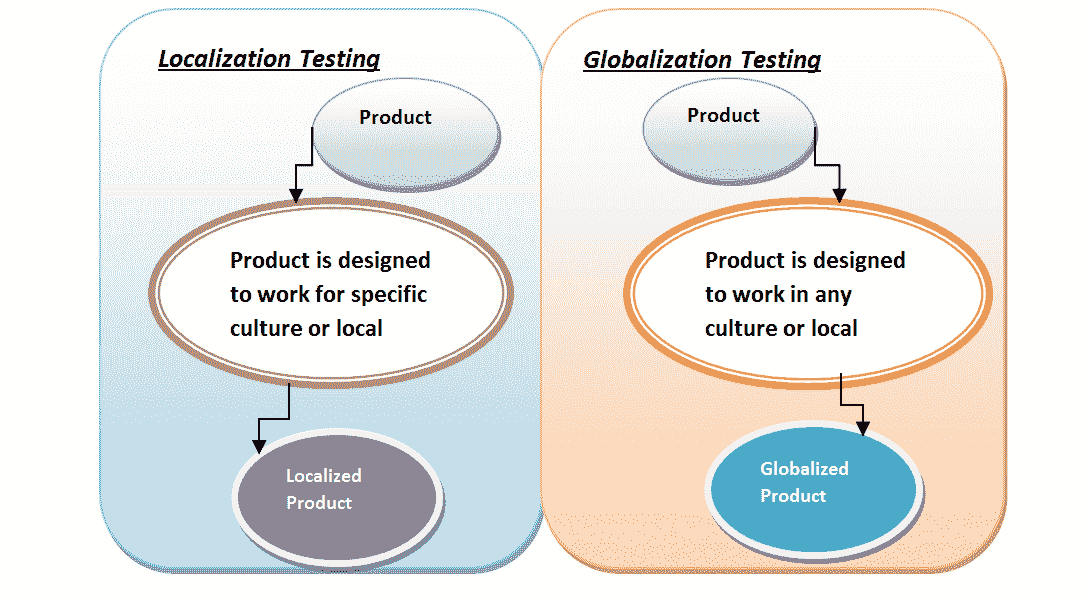 Localization Testing
Product
Product is designed
to work for specific
culture or local
Localized
Product
Globalization Testing
Product
Product is designed
to work in any
culture or local
Globalized
Product